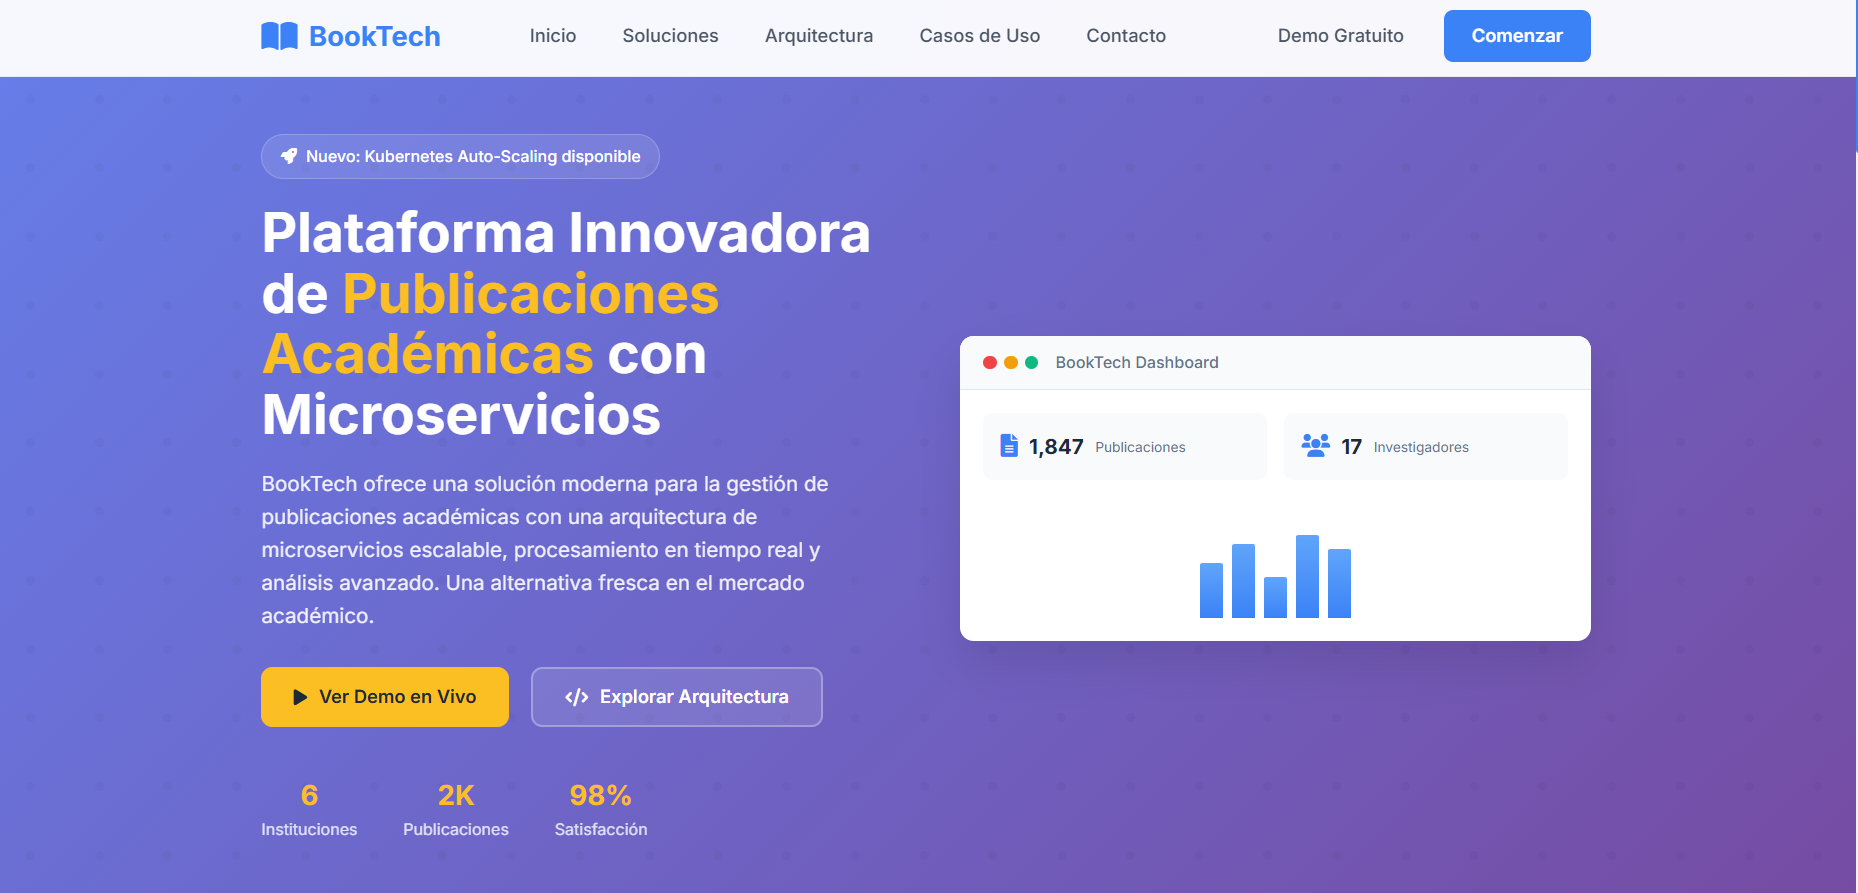 BookTech
Inicio
Soluciones
Arquitectura
Casos de Uso
Contacto
Demo Gratuito
Comenzar
Nuevo: Kubernetes Auto-Scaling disponible
Plataforma Innovadora
de Publicaciones
Académicas con
Microservicios
BookTech ofrece una solución moderna para la gestión de
publicaciones académicas con una arquitectura de
microservicios escalable, procesamiento en tiempo real y
análisis avanzado. Una alternativa fresca en el mercado
académico.
Ver Demo en Vivo
Explorar Arquitectura
6
Instituciones
2K
Publicaciones
98%
Satisfacción
BookTech Dashboard
1,847 Publicaciones
17 Investigadores